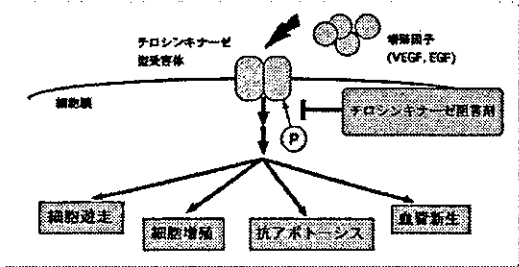 チロシンキナーゼ
型受容体
増殖因子
(VEGF, EGF)
細胞膜
チロシンキナーゼ阻害剤
P
細胞遊走
細胞増殖
抗アポトーシス
血管新生